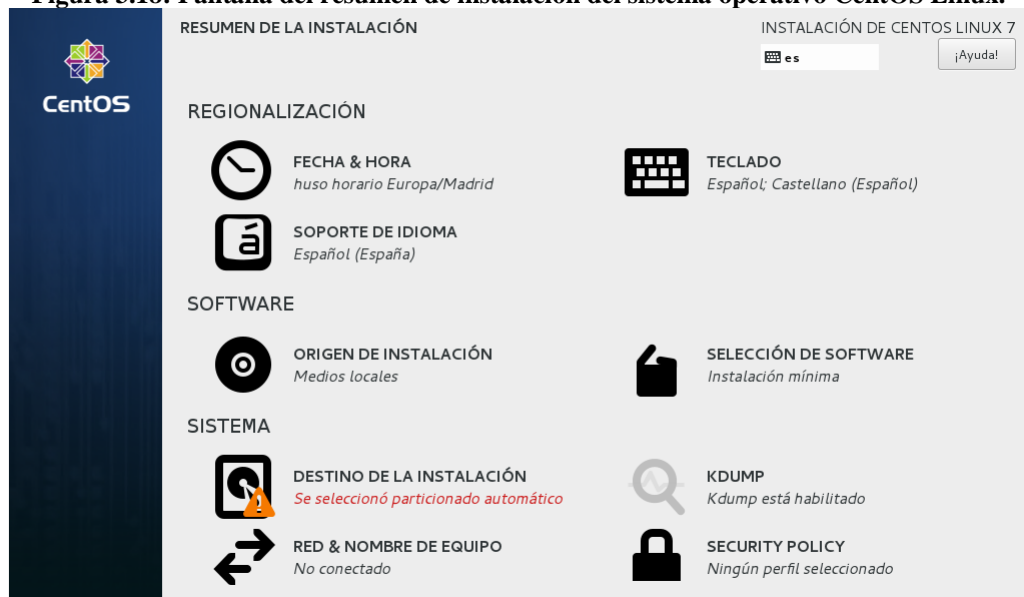 Figura 5.18: Pantalla del resumen de instalación del sistema operativo CentOS Linux.
RESUMEN DE LA INSTALACIÓN
INSTALACIÓN DE CENTOS LINUX 7
es
¡Ayuda!
CentOS
REGIONALIZACIÓN
FECHA & HORA
huso horario Europa/Madrid
TECLADO
Español; Castellano (Español)
á
SOPORTE DE IDIOMA
Español (España)
SOFTWARE
ORIGEN DE INSTALACIÓN
Medios locales
SELECCIÓN DE SOFTWARE
Instalación mínima
SISTEMA
DESTINO DE LA INSTALACIÓN
Se seleccionó particionado automático
KDUMP
Kdump está habilitado
RED & NOMBRE DE EQUIPO
No conectado
SECURITY POLICY
Ningún perfil seleccionado